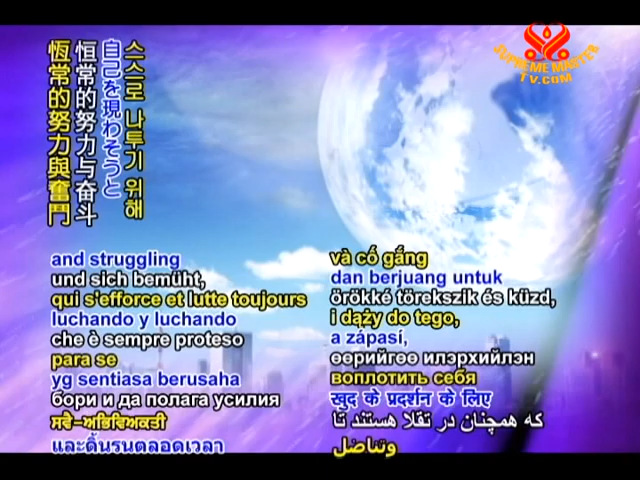 SUPREME MASTER
TV.COM
스스로 나투기 위해
自己を現わそうと
恒常的努力与奋斗
恆常的努力與奮鬥
and struggling
und sich bemüht,
qui s'efforce et lutte toujours
luchando y luchando
che è sempre proteso
para se
yg sentiasa berusaha
бори и да полага усилия
ਸਵੈ-ਅਭਿਵਿਅਕਤੀ
และดิ้นรนตลอดเวลา
và cố gắng
dan berjuang untuk
örökké törekszik és küzd,
i dąży do tego,
a zápasí,
өөрийгөө илэрхийлэн
воплотить себя
खुद के प्रदर्शन के लिए
که همچنان در تقلا هستند تا
وتناضل